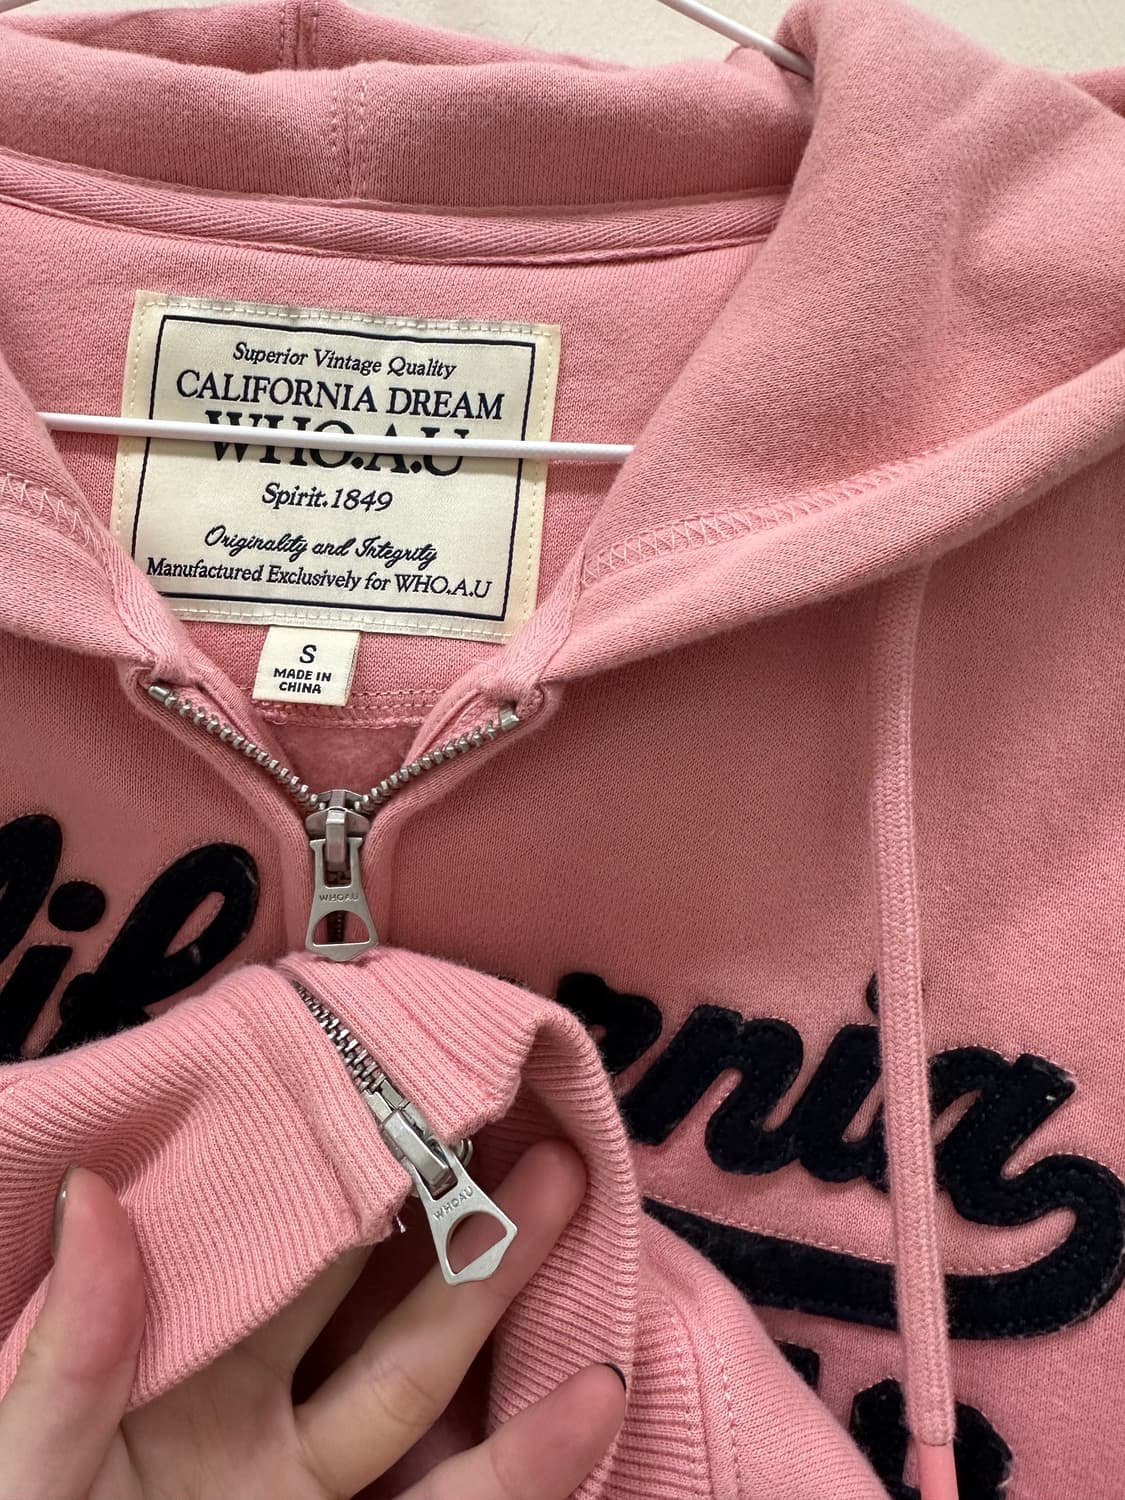 Superior Vintage Quality
CALIFORNIA DREAM
WHO.A.U
Spirit.1849
Originality and Integrity
Manufactured Exclusively for WHO.A.U
S
MADE IN
CHINA
WHOAU
WHOAU